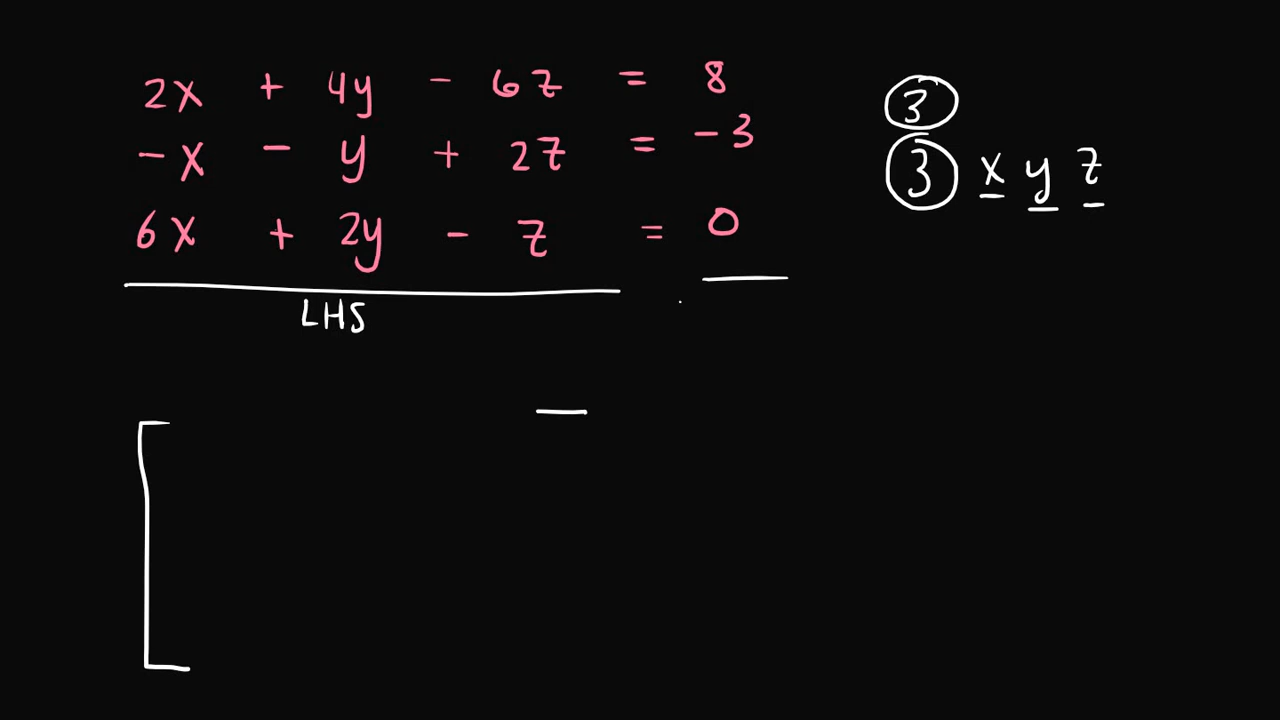 2x + 4y - 6z = 8
-x - y + 2z = -3
6x + 2y - z = 0
LHS
3
3 x y z